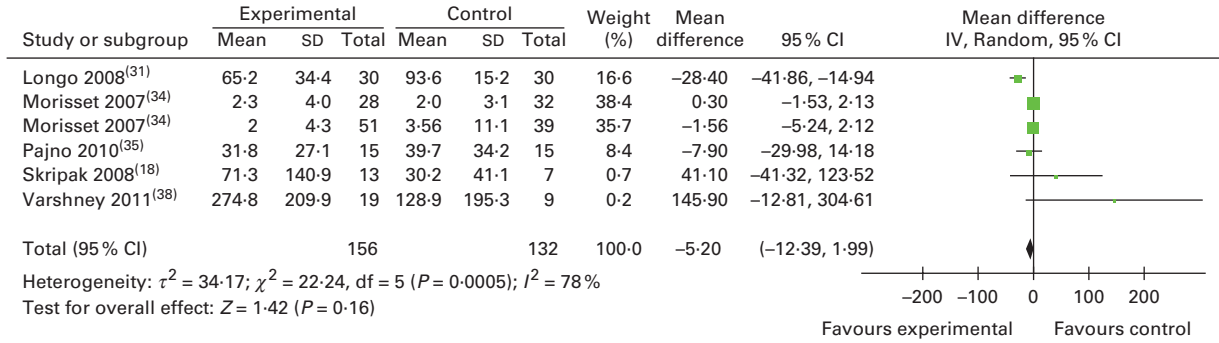 Experimental Control Weight Mean Mean difference
Study or subgroup Mean SD Total Mean SD Total (%) difference 95 % CI IV, Random, 95 % CI
Longo 2008(31) 65·2 34·4 30 93·6 15·2 30 16·6 −28·40 −41·86, −14·94
Morisset 2007(34) 2·3 4·0 28 2·0 3·1 32 38·4 0·30 −1·53, 2·13
Morisset 2007(34) 2 4·3 51 3·56 11·1 39 35·7 −1·56 −5·24, 2·12
Pajno 2010(35) 31·8 27·1 15 39·7 34·2 15 8·4 −7·90 −29·98, 14·18
Skripak 2008(18) 71·3 140·9 13 30·2 41·1 7 0·7 41·10 −41·32, 123·52
Varshney 2011(38) 274·8 209·9 19 128·9 195·3 9 0·2 145·90 −12·81, 304·61
Total (95 % CI) 156 132 100·0 −5·20 (−12·39, 1·99)
Heterogeneity: τ² = 34·17; χ² = 22·24, df = 5 (P = 0·0005); I² = 78 %
Test for overall effect: Z = 1·42 (P = 0·16)
−200 −100 0 100 200
Favours experimental Favours control